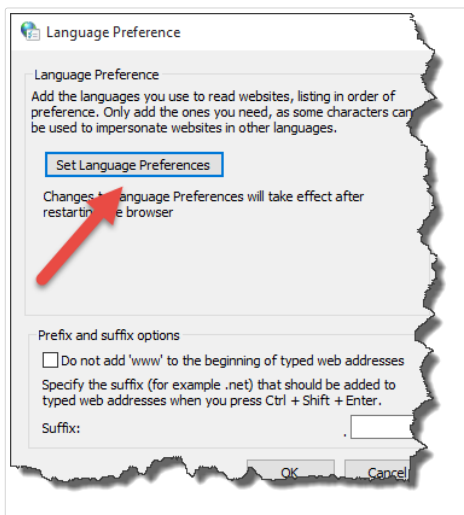 Language Preference
Language Preference
Add the languages you use to read websites, listing in order of
preference. Only add the ones you need, as some characters can
be used to impersonate websites in other languages.
Set Language Preferences
Changes Language Preferences will take effect after
restarting browser
Prefix and suffix options
Do not add 'www' to the beginning of typed web addresses
Specify the suffix (for example .net) that should be added to
typed web addresses when you press Ctrl + Shift + Enter.
Suffix:
.
OK Cancel